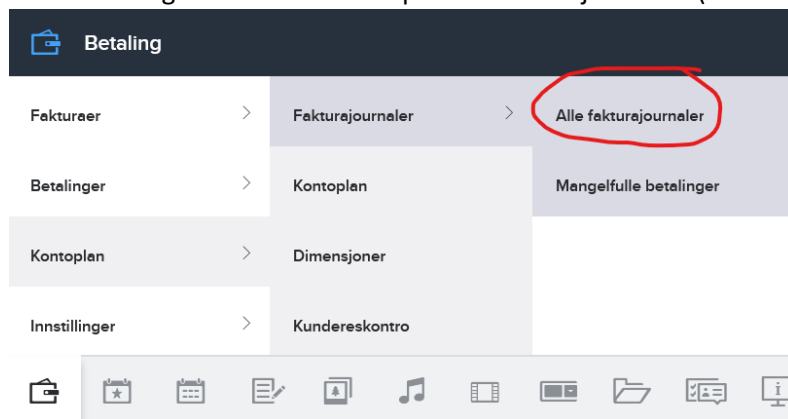 Betaling
Fakturaer
Fakturajournaler
Alle fakturajournaler
Betalinger
Kontoplan
Mangelfulle betalinger
Kontoplan
Dimensjoner
Innstillinger
Kundereskontro